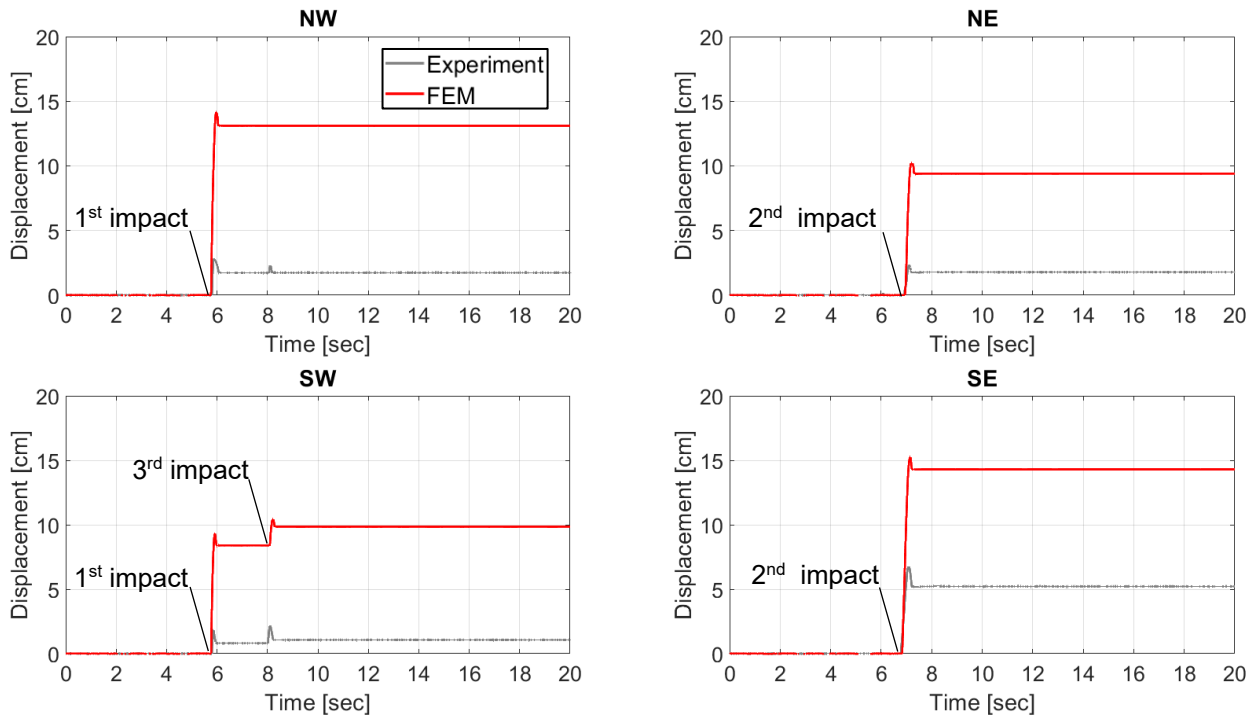 NW
20
15
10
5
0
Displacement [cm]
Experiment
FEM
1st impact
0 2 4 6 8 10 12 14 16 18 20
Time [sec]
NE
20
15
10
5
0
Displacement [cm]
2nd impact
0 2 4 6 8 10 12 14 16 18 20
Time [sec]
SW
20
15
10
5
0
Displacement [cm]
3rd impact
1st impact
0 2 4 6 8 10 12 14 16 18 20
Time [sec]
SE
20
15
10
5
0
Displacement [cm]
2nd impact
0 2 4 6 8 10 12 14 16 18 20
Time [sec]